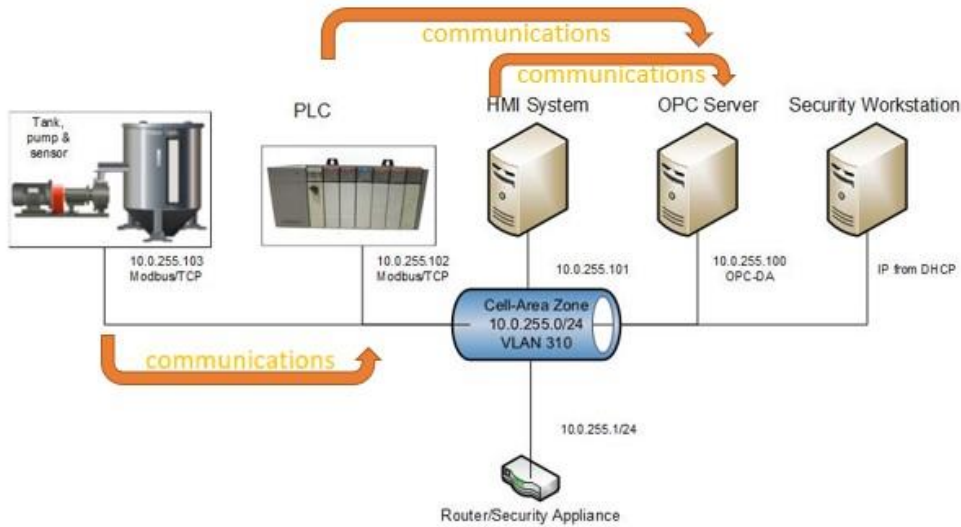 communications
communications
PLC
HMI System
OPC Server
Security Workstation
Tank,
pump &
sensor
10.0.255.103
Modbus/TCP
10.0.255.102
Modbus/TCP
10.0.255.101
10.0.255.100
OPC-DA
IP from DHCP
Cell-Area Zone
10.0.255.0/24
VLAN 310
communications
10.0.255.1/24
Router/Security Appliance